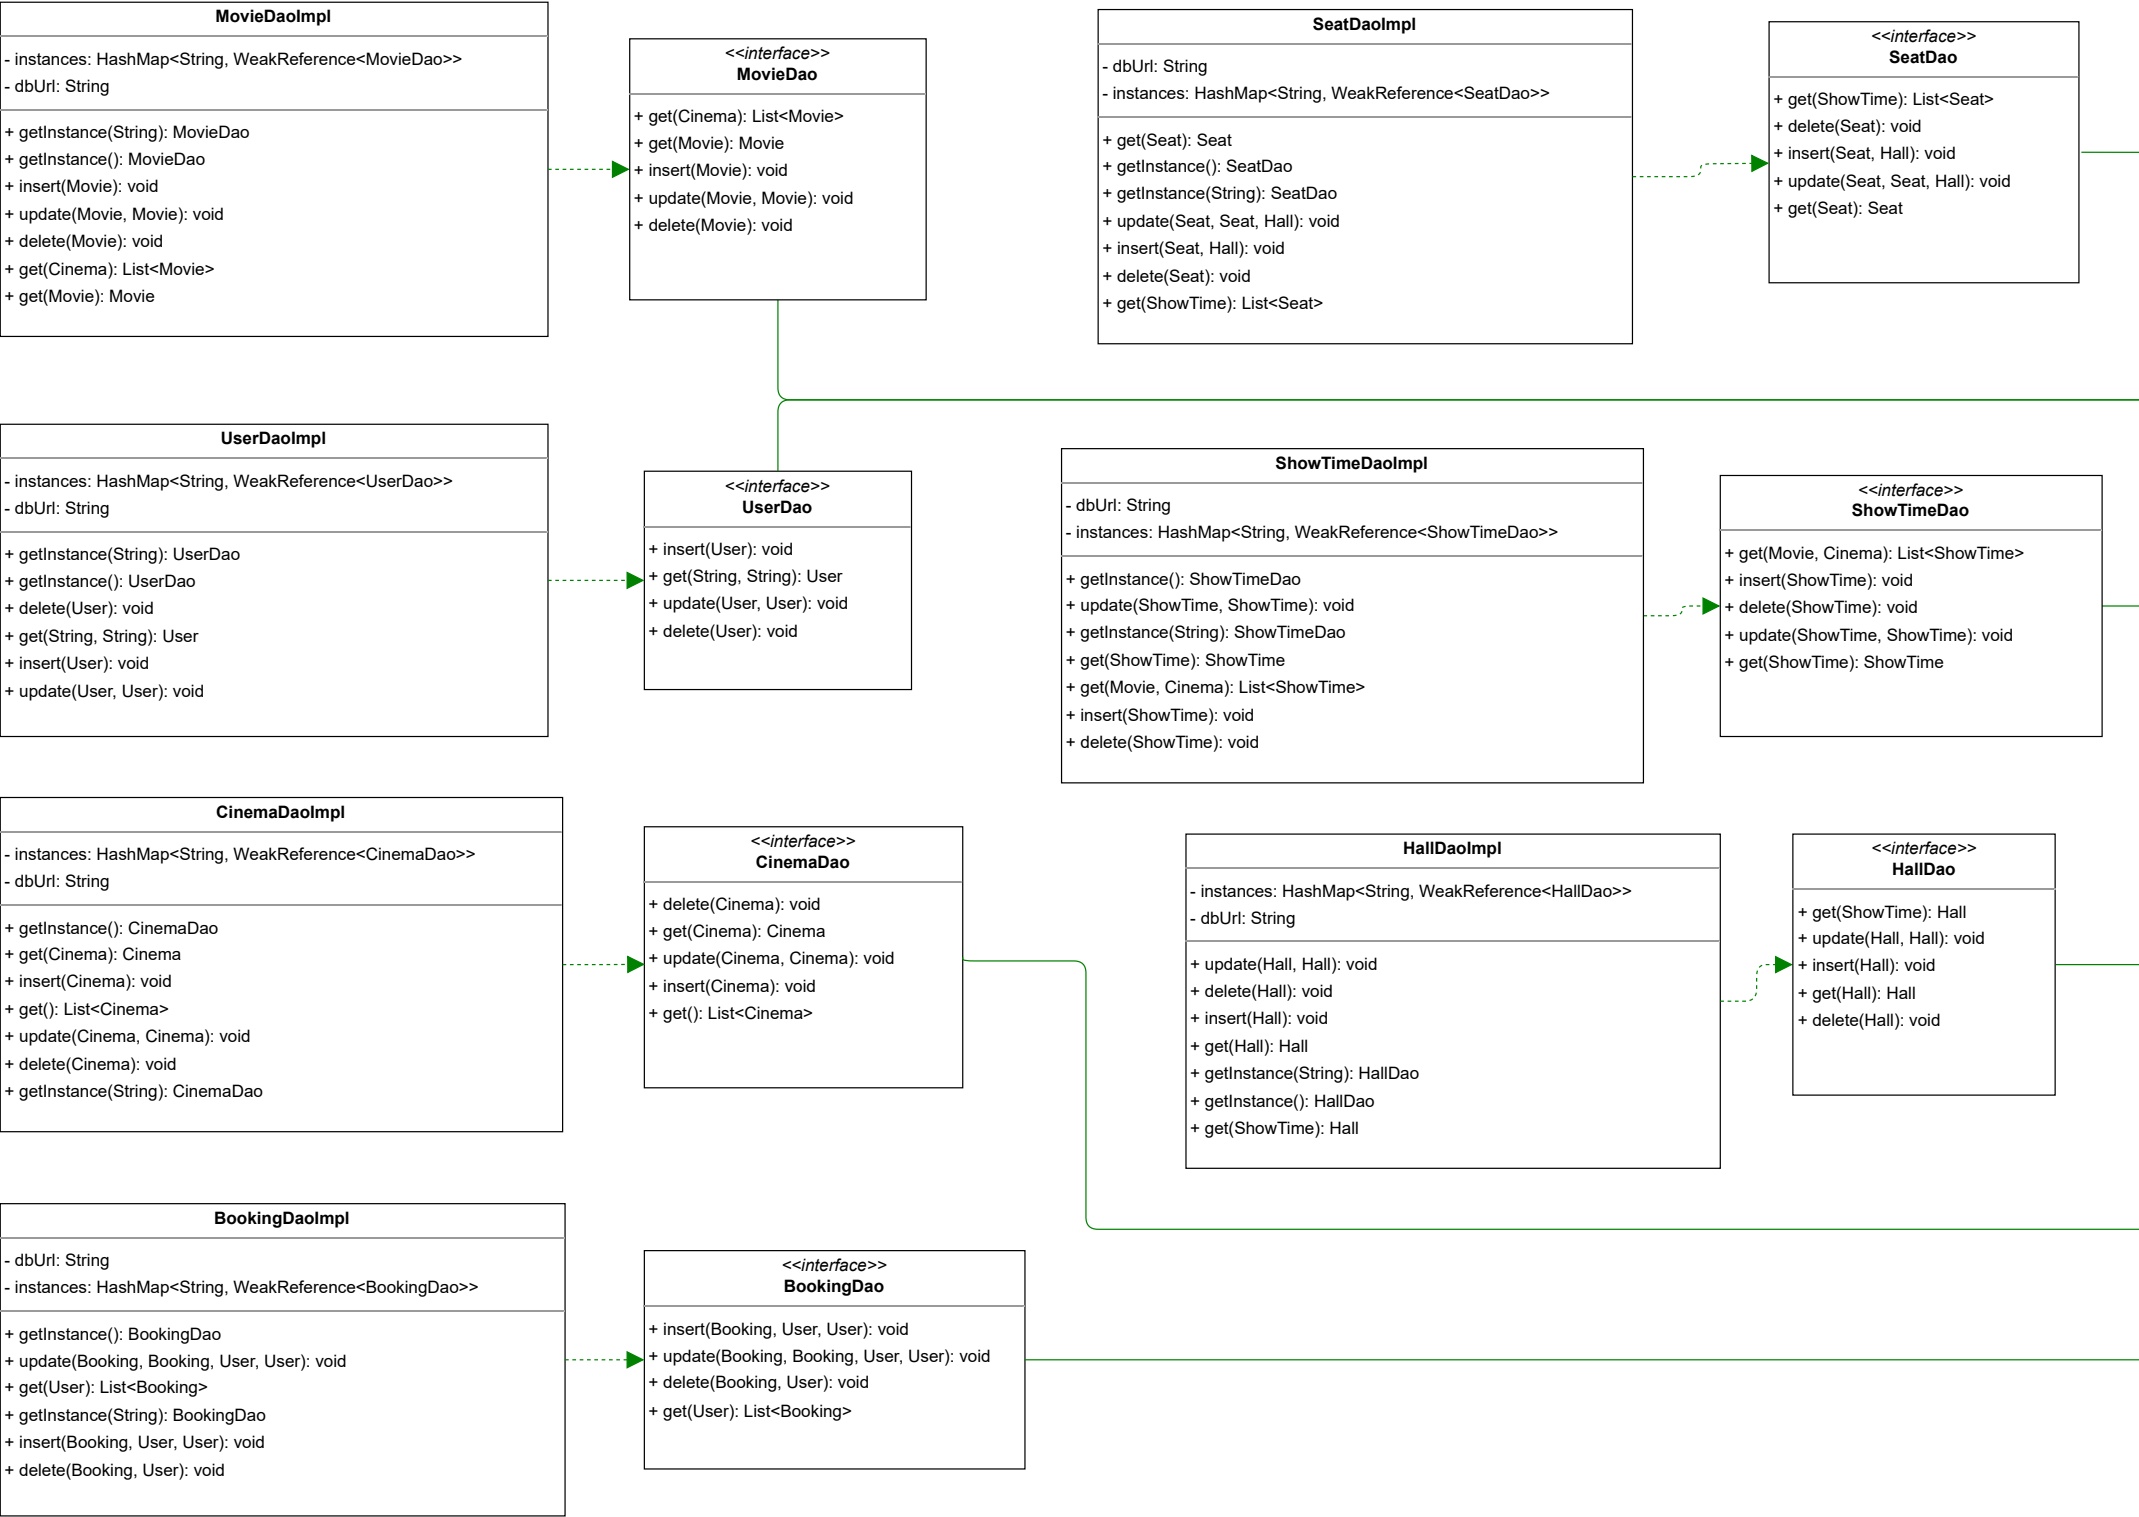 MovieDaoImpl
- instances: HashMap<String, WeakReference<MovieDao>>
- dbUrl: String
+ getInstance(String): MovieDao
+ getInstance(): MovieDao
+ insert(Movie): void
+ update(Movie, Movie): void
+ delete(Movie): void
+ get(Cinema): List<Movie>
+ get(Movie): Movie
<<interface>>
MovieDao
+ get(Cinema): List<Movie>
+ get(Movie): Movie
+ insert(Movie): void
+ update(Movie, Movie): void
+ delete(Movie): void
SeatDaoImpl
- dbUrl: String
- instances: HashMap<String, WeakReference<SeatDao>>
+ get(Seat): Seat
+ getInstance(): SeatDao
+ getInstance(String): SeatDao
+ update(Seat, Seat, Hall): void
+ insert(Seat, Hall): void
+ delete(Seat): void
+ get(ShowTime): List<Seat>
<<interface>>
SeatDao
+ get(ShowTime): List<Seat>
+ delete(Seat): void
+ insert(Seat, Hall): void
+ update(Seat, Seat, Hall): void
+ get(Seat): Seat
UserDaoImpl
- instances: HashMap<String, WeakReference<UserDao>>
- dbUrl: String
+ getInstance(String): UserDao
+ getInstance(): UserDao
+ delete(User): void
+ get(String, String): User
+ insert(User): void
+ update(User, User): void
<<interface>>
UserDao
+ insert(User): void
+ get(String, String): User
+ update(User, User): void
+ delete(User): void
ShowTimeDaoImpl
- dbUrl: String
- instances: HashMap<String, WeakReference<ShowTimeDao>>
+ getInstance(): ShowTimeDao
+ update(ShowTime, ShowTime): void
+ getInstance(String): ShowTimeDao
+ get(ShowTime): ShowTime
+ get(Movie, Cinema): List<ShowTime>
+ insert(ShowTime): void
+ delete(ShowTime): void
<<interface>>
ShowTimeDao
+ get(Movie, Cinema): List<ShowTime>
+ insert(ShowTime): void
+ delete(ShowTime): void
+ update(ShowTime, ShowTime): void
+ get(ShowTime): ShowTime
CinemaDaoImpl
- instances: HashMap<String, WeakReference<CinemaDao>>
- dbUrl: String
+ getInstance(): CinemaDao
+ get(Cinema): Cinema
+ insert(Cinema): void
+ get(): List<Cinema>
+ update(Cinema, Cinema): void
+ delete(Cinema): void
+ getInstance(String): CinemaDao
<<interface>>
CinemaDao
+ delete(Cinema): void
+ get(Cinema): Cinema
+ update(Cinema, Cinema): void
+ insert(Cinema): void
+ get(): List<Cinema>
HallDaoImpl
- instances: HashMap<String, WeakReference<HallDao>>
- dbUrl: String
+ update(Hall, Hall): void
+ delete(Hall): void
+ insert(Hall): void
+ get(Hall): Hall
+ getInstance(String): HallDao
+ getInstance(): HallDao
+ get(ShowTime): Hall
<<interface>>
HallDao
+ get(ShowTime): Hall
+ update(Hall, Hall): void
+ insert(Hall): void
+ get(Hall): Hall
+ delete(Hall): void
BookingDaoImpl
- dbUrl: String
- instances: HashMap<String, WeakReference<BookingDao>>
+ getInstance(): BookingDao
+ update(Booking, Booking, User, User): void
+ get(User): List<Booking>
+ getInstance(String): BookingDao
+ insert(Booking, User, User): void
+ delete(Booking, User): void
<<interface>>
BookingDao
+ insert(Booking, User, User): void
+ update(Booking, Booking, User, User): void
+ delete(Booking, User): void
+ get(User): List<Booking>